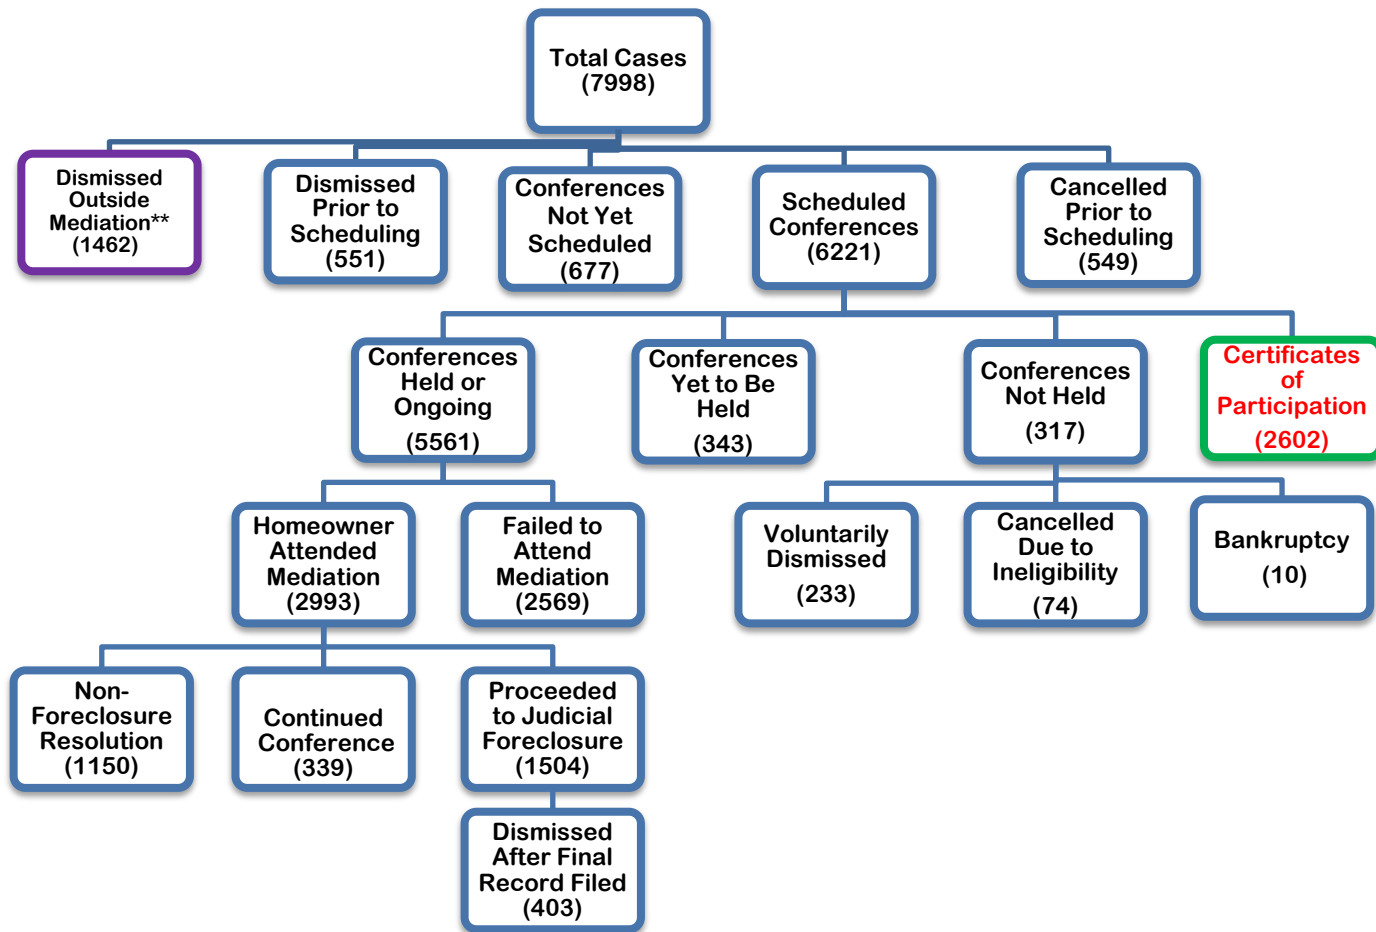 Total Cases
(7998)
Dismissed
Outside
Mediation**
(1462)
Dismissed
Prior to
Scheduling
(551)
Conferences
Not Yet
Scheduled
(677)
Scheduled
Conferences
(6221)
Cancelled
Prior to
Scheduling
(549)
Conferences
Held or
Ongoing
(5561)
Conferences
Yet to Be
Held
(343)
Conferences
Not Held
(317)
Certificates
of
Participation
(2602)
Homeowner
Attended
Mediation
(2993)
Failed to
Attend
Mediation
(2569)
Voluntarily
Dismissed
(233)
Cancelled
Due to
Ineligibility
(74)
Bankruptcy
(10)
Non-
Foreclosure
Resolution
(1150)
Continued
Conference
(339)
Proceeded
to Judicial
Foreclosure
(1504)
Dismissed
After Final
Record Filed
(403)